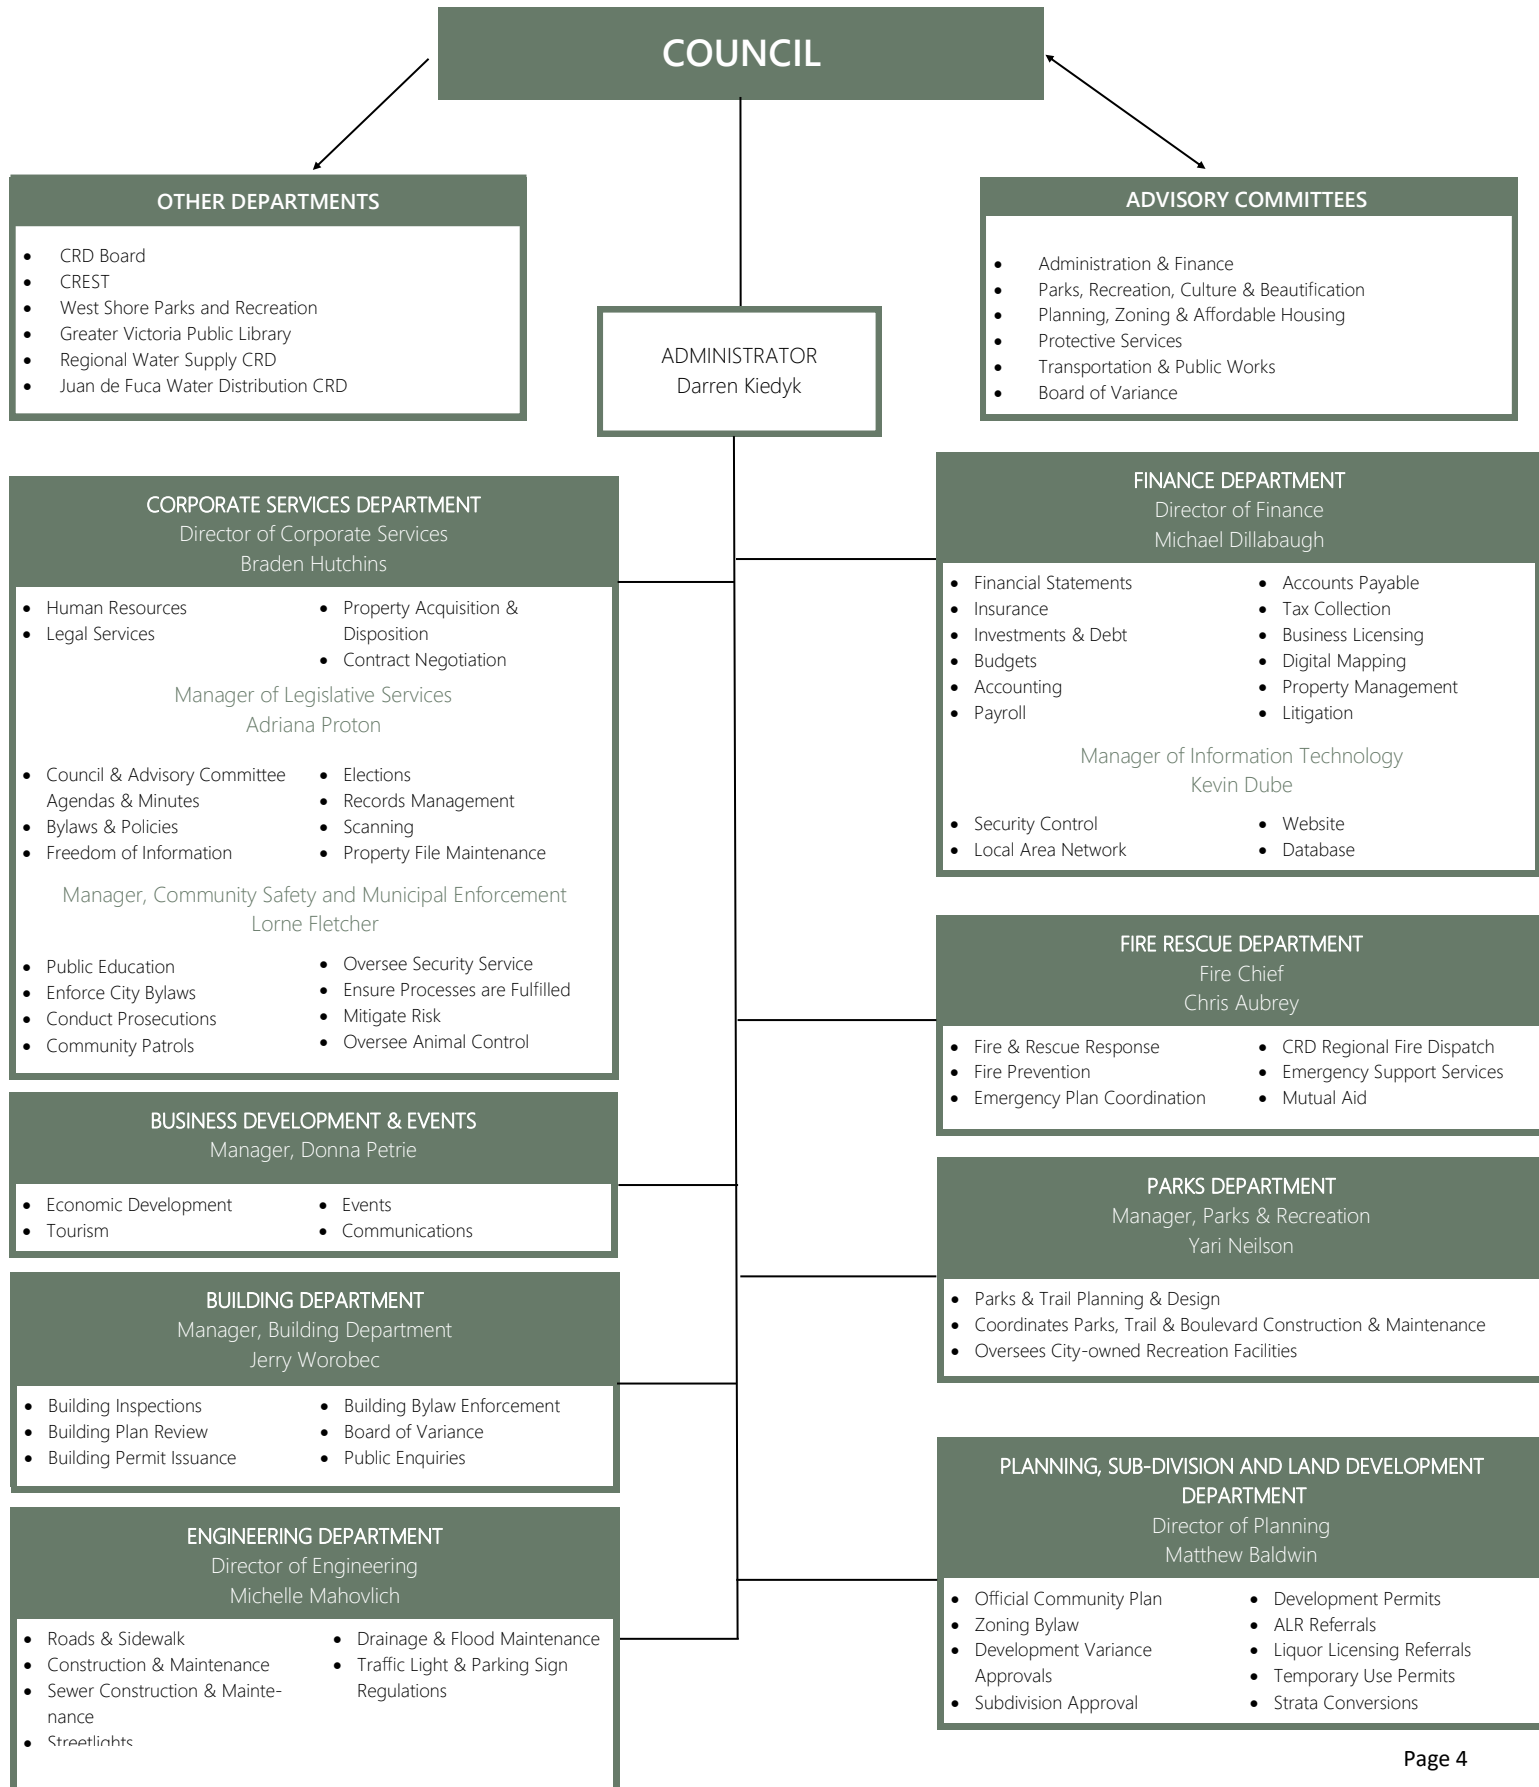 COUNCIL
OTHER DEPARTMENTS
CRD Board
CREST
West Shore Parks and Recreation
Greater Victoria Public Library
Regional Water Supply CRD
Juan de Fuca Water Distribution CRD
ADVISORY COMMITTEES
Administration & Finance
Parks, Recreation, Culture & Beautification
Planning, Zoning & Affordable Housing
Protective Services
Transportation & Public Works
Board of Variance
ADMINISTRATOR
Darren Kiedyk
CORPORATE SERVICES DEPARTMENT
Director of Corporate Services
Braden Hutchins
Human Resources
Legal Services
Property Acquisition &
Disposition
Contract Negotiation
Manager of Legislative Services
Adriana Proton
Council & Advisory Committee
Agendas & Minutes
Bylaws & Policies
Freedom of Information
Elections
Records Management
Scanning
Property File Maintenance
Manager, Community Safety and Municipal Enforcement
Lorne Fletcher
Public Education
Enforce City Bylaws
Conduct Prosecutions
Community Patrols
Oversee Security Service
Ensure Processes are Fulfilled
Mitigate Risk
Oversee Animal Control
BUSINESS DEVELOPMENT & EVENTS
Manager, Donna Petrie
Economic Development
Tourism
Events
Communications
BUILDING DEPARTMENT
Manager, Building Department
Jerry Worobec
Building Inspections
Building Plan Review
Building Permit Issuance
Building Bylaw Enforcement
Board of Variance
Public Enquiries
ENGINEERING DEPARTMENT
Director of Engineering
Michelle Mahovlich
Roads & Sidewalk
Construction & Maintenance
Sewer Construction & Mainte-
nance
Streetlights
Drainage & Flood Maintenance
Traffic Light & Parking Sign
Regulations
FINANCE DEPARTMENT
Director of Finance
Michael Dillabaugh
Financial Statements
Insurance
Investments & Debt
Budgets
Accounting
Payroll
Accounts Payable
Tax Collection
Business Licensing
Digital Mapping
Property Management
Litigation
Manager of Information Technology
Kevin Dube
Security Control
Local Area Network
Website
Database
FIRE RESCUE DEPARTMENT
Fire Chief
Chris Aubrey
Fire & Rescue Response
Fire Prevention
Emergency Plan Coordination
CRD Regional Fire Dispatch
Emergency Support Services
Mutual Aid
PARKS DEPARTMENT
Manager, Parks & Recreation
Yari Neilson
Parks & Trail Planning & Design
Coordinates Parks, Trail & Boulevard Construction & Maintenance
Oversees City-owned Recreation Facilities
PLANNING, SUB-DIVISION AND LAND DEVELOPMENT
DEPARTMENT
Director of Planning
Matthew Baldwin
Official Community Plan
Zoning Bylaw
Development Variance
Approvals
Subdivision Approval
Development Permits
ALR Referrals
Liquor Licensing Referrals
Temporary Use Permits
Strata Conversions
Page 4